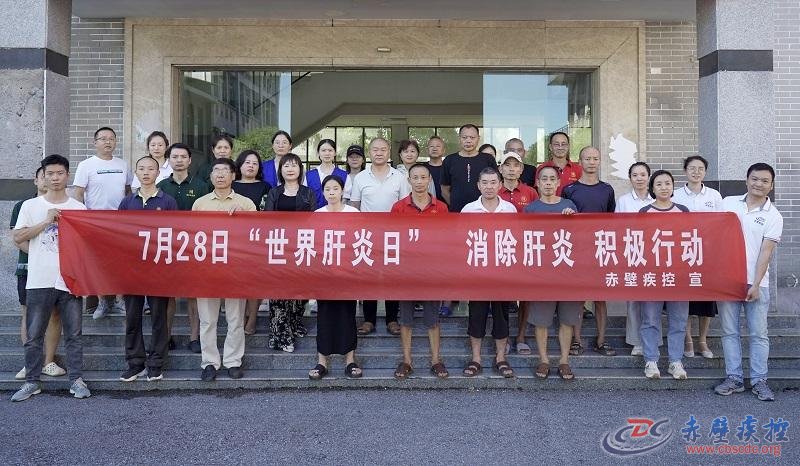 7月28日“世界肝炎日” 消除肝炎 积极行动
赤壁疾控 宣
CDC 赤壁疾控
www.cbscdc.org